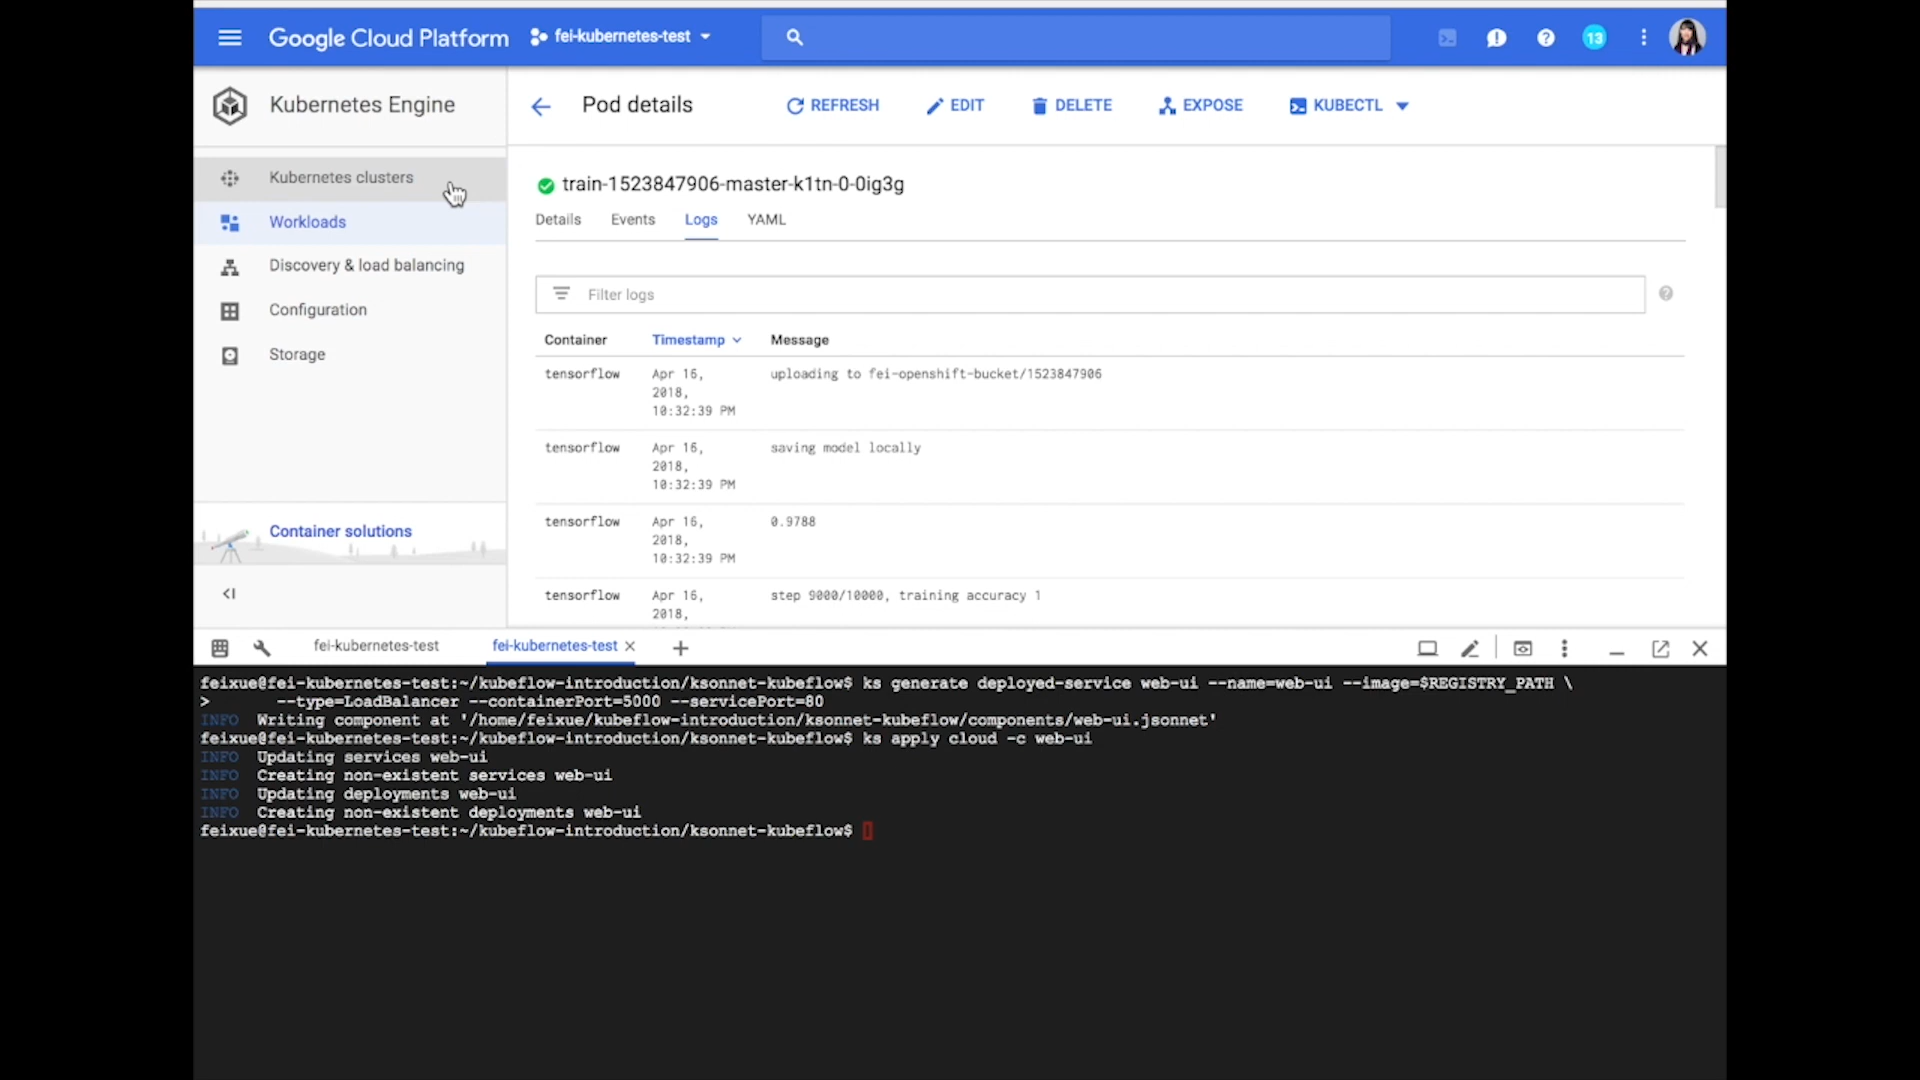 Google Cloud Platform
fei-kubernetes-test
13
Kubernetes Engine
Pod details
REFRESH
EDIT
DELETE
EXPOSE
KUBECTL
Kubernetes clusters
Workloads
Discovery & load balancing
Configuration
Storage
Container solutions
train-1523847906-master-k1tn-0-0ig3g
Details Events Logs YAML
Filter logs
Container Timestamp Message
tensorflow Apr 16, uploading to fei-openshift-bucket/1523847906
2018,
10:32:39 PM
tensorflow Apr 16, saving model locally
2018,
10:32:39 PM
tensorflow Apr 16, 0.9788
2018,
10:32:39 PM
tensorflow Apr 16, step 9000/10000, training accuracy 1
2018,
fei-kubernetes-test fei-kubernetes-test
feixue@fei-kubernetes-test:~/kubeflow-introduction/ksonnet-kubeflow$ ks generate deployed-service web-ui --name=web-ui --image=$REGISTRY_PATH \
> --type=LoadBalancer --containerPort=5000 --servicePort=80
INFO Writing component at '/home/feixue/kubeflow-introduction/ksonnet-kubeflow/components/web-ui.jsonnet'
feixue@fei-kubernetes-test:~/kubeflow-introduction/ksonnet-kubeflow$ ks apply cloud -c web-ui
INFO Updating services web-ui
INFO Creating non-existent services web-ui
INFO Updating deployments web-ui
INFO Creating non-existent deployments web-ui
feixue@fei-kubernetes-test:~/kubeflow-introduction/ksonnet-kubeflow$